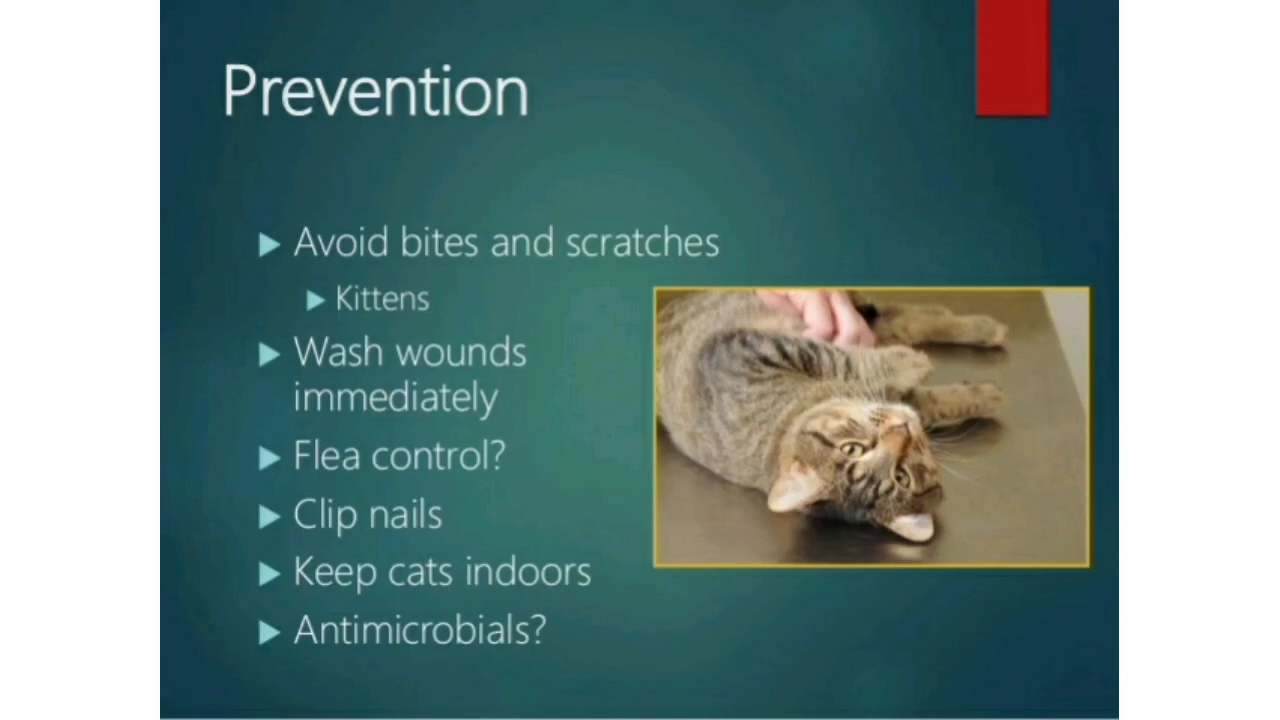 Prevention
Avoid bites and scratches
Kittens
Wash wounds
immediately
Flea control?
Clip nails
Keep cats indoors
Antimicrobials?